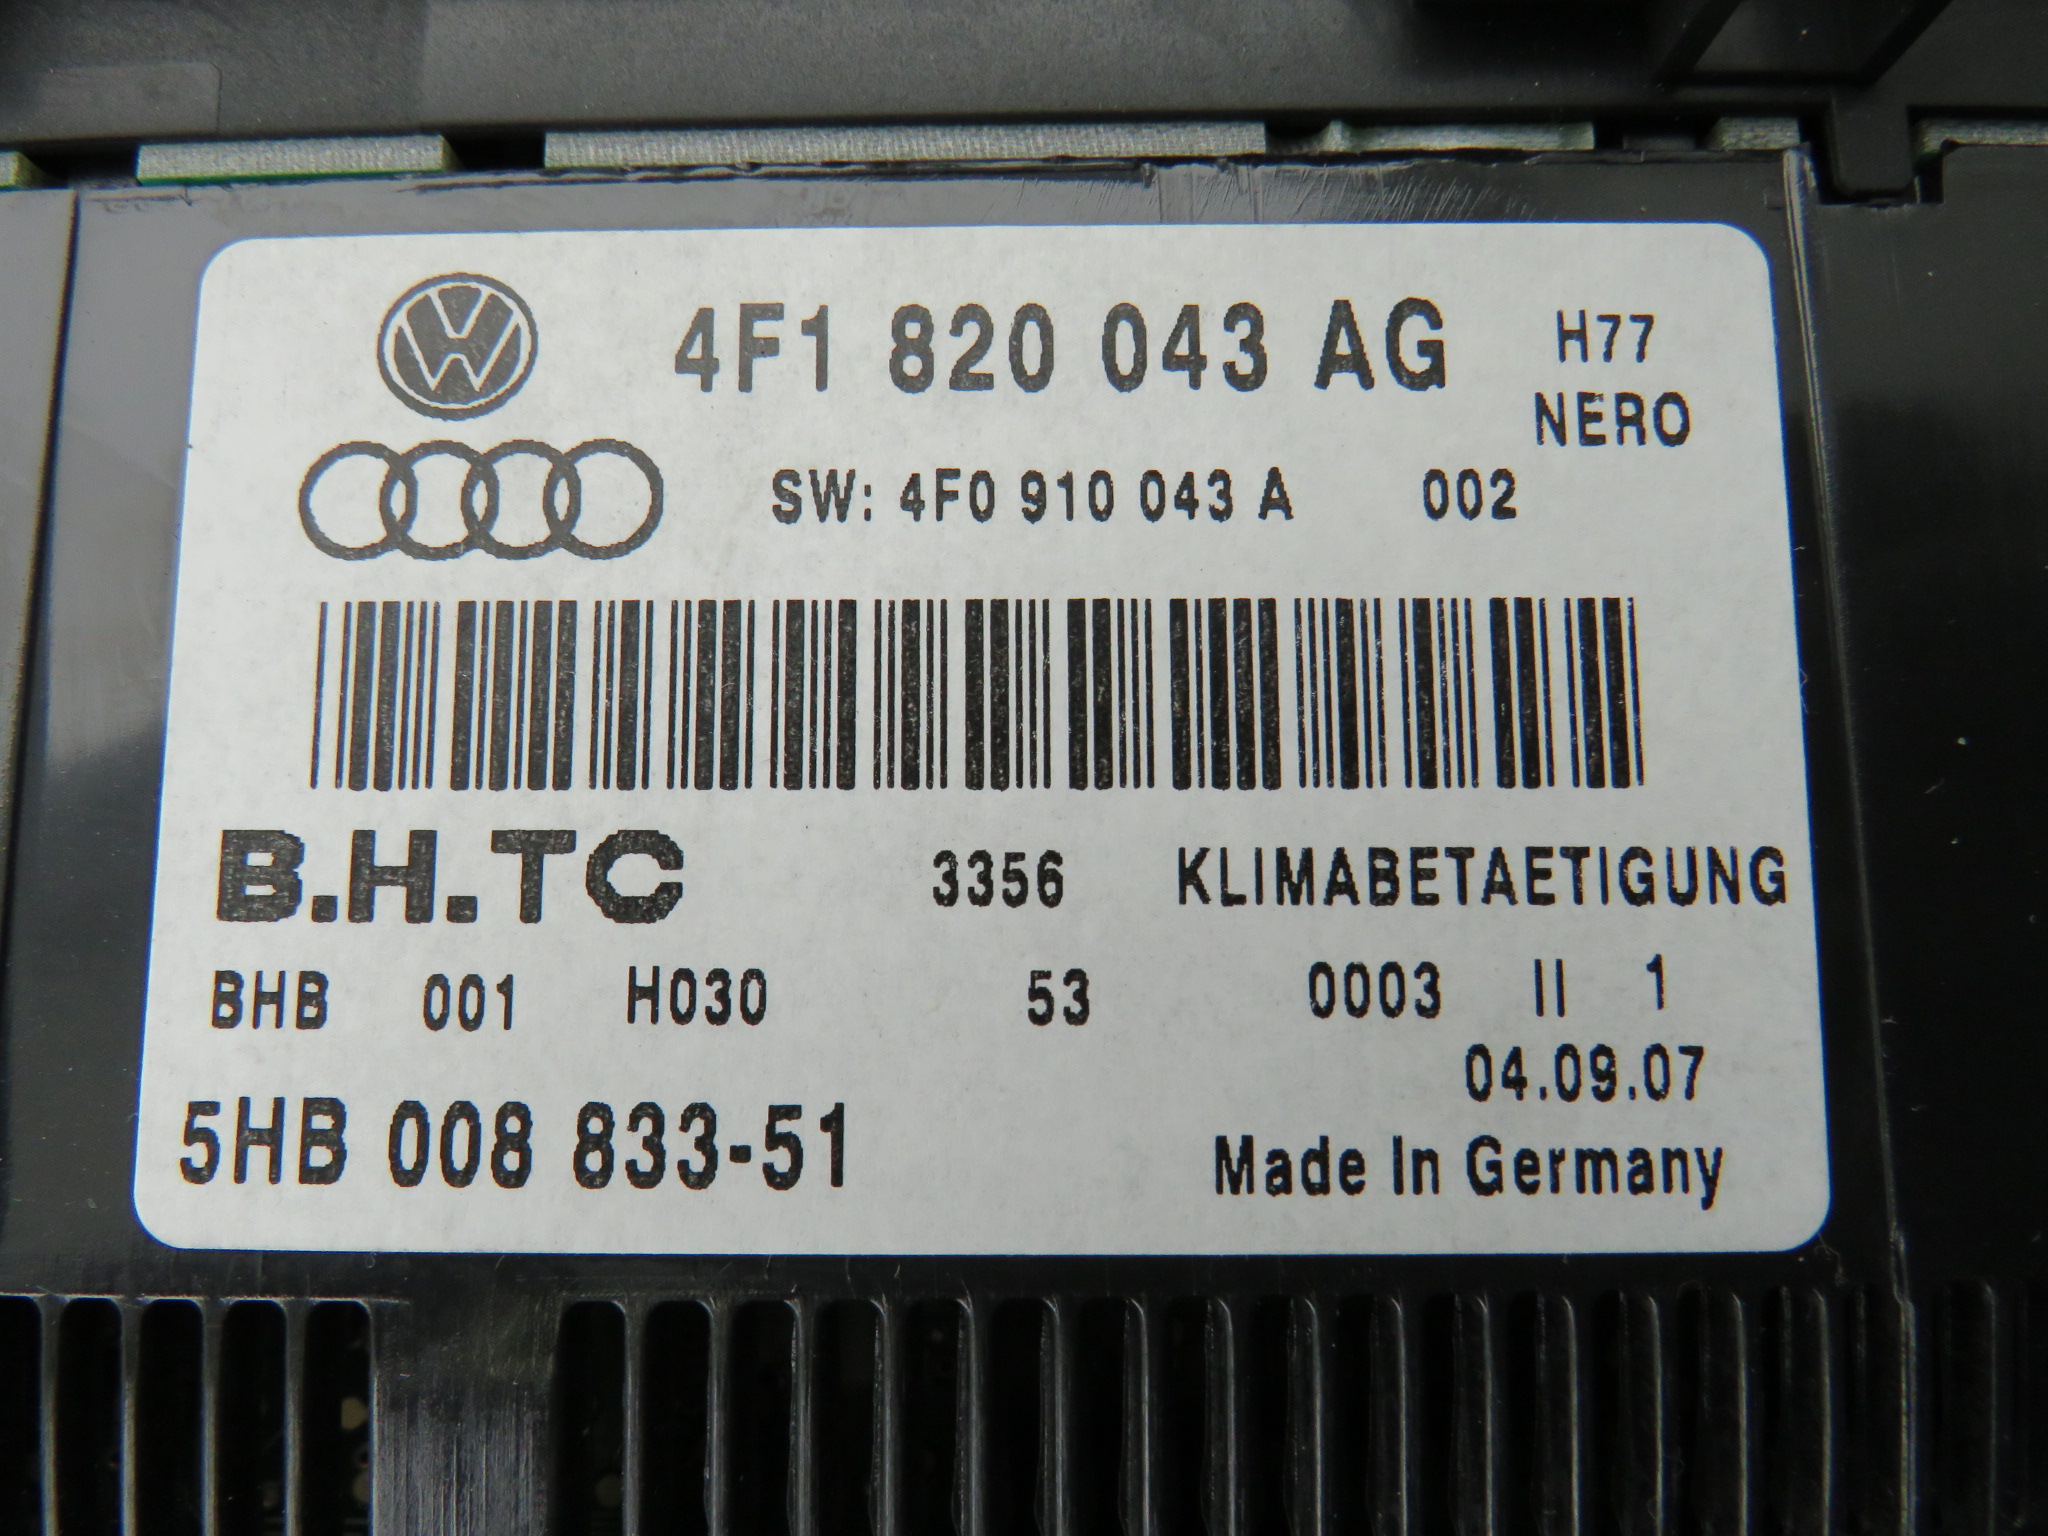 4F1 820 043 AG H77
NERO
SW: 4F0 910 043 A 002
B.H.TC 3356 KLIMABETAETIGUNG
BHB 001 H030 53 0003 II 1
04.09.07
5HB 008 833-51 Made In Germany